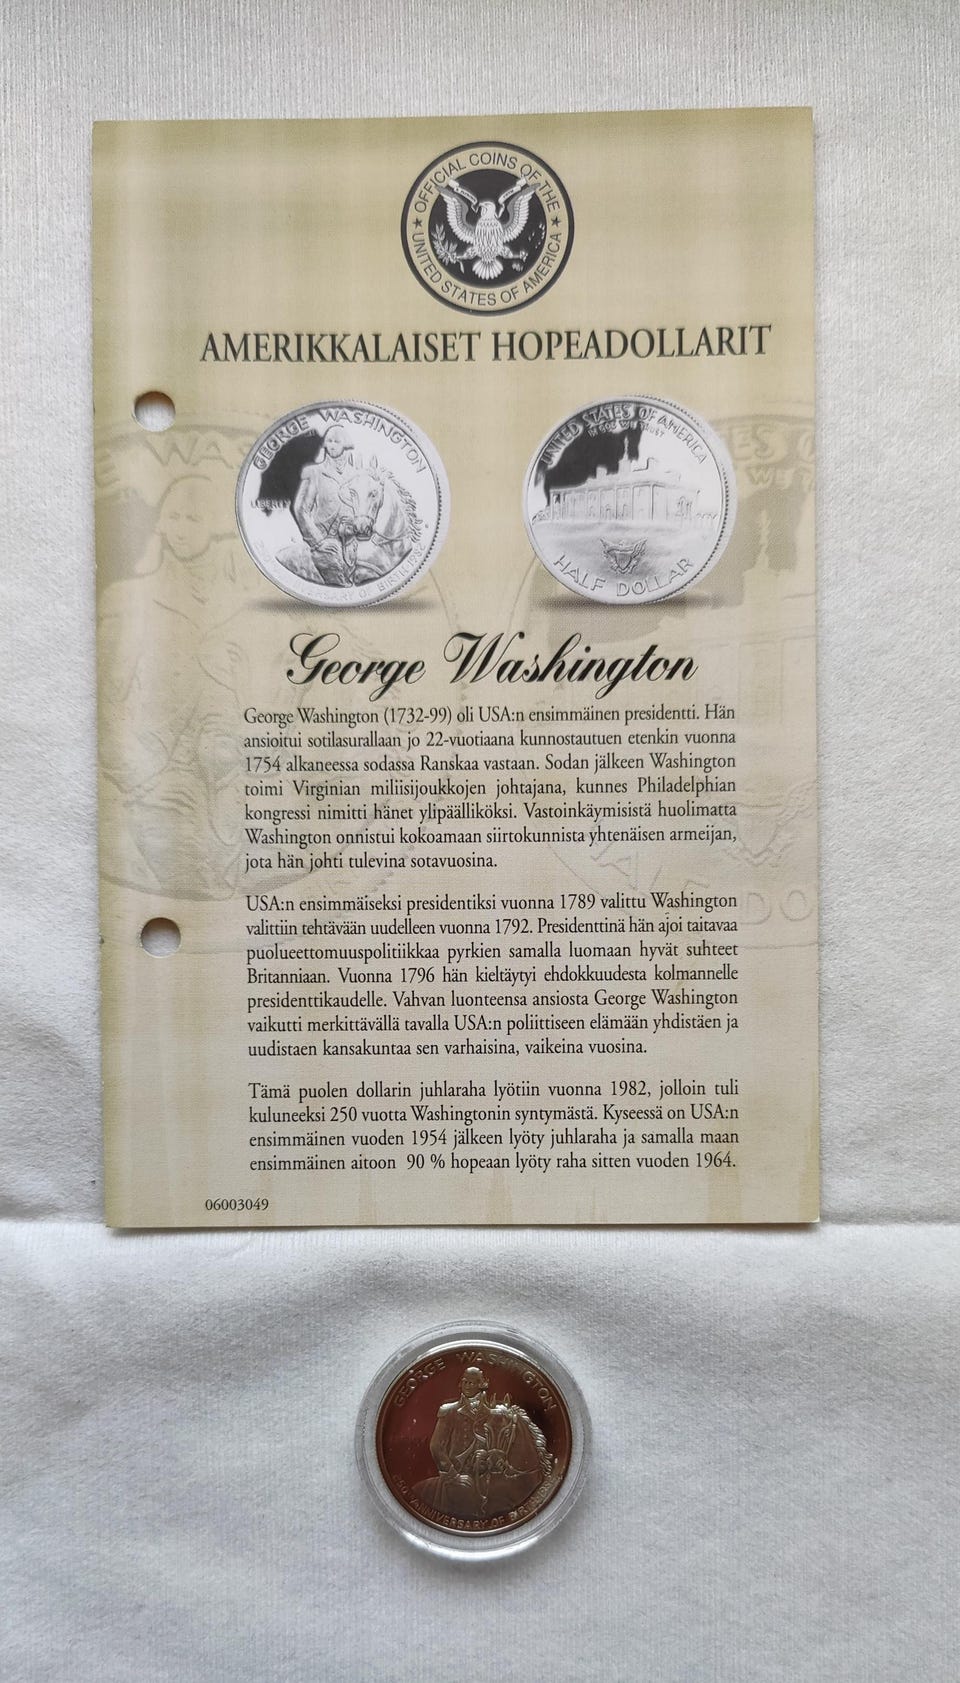 OFFICIAL COINS OF THE
★ UNITED STATES OF AMERICA ★
AMERIKKALAISET HOPEADOLLARIT
GEORGE WASHINGTON
LIBERTY
UNITED STATES OF AMERICA
IN GOD WE TRUST
HALF DOLLAR
George Washington
George Washington (1732-99) oli USA:n ensimmäinen presidentti. Hän
ansioitui sotilasurallaan jo 22-vuotiaana kunnostautuen etenkin vuonna
1754 alkaneessa sodassa Ranskaa vastaan. Sodan jälkeen Washington
toimi Virginian miliisijoukkojen johtajana, kunnes Philadelphian
kongressi nimitti hänet ylipäälliköksi. Vastoinkäymisistä huolimatta
Washington onnistui kokoamaan siirtokunnista yhtenäisen armeijan,
jota hän johti tulevina sotavuosina.
USA:n ensimmäiseksi presidentiksi vuonna 1789 valittu Washington
valittiin tehtävään uudelleen vuonna 1792. Presidenttinä hän ajoi taitavaa
puolueettomuuspolitiikkaa pyrkien samalla luomaan hyvät suhteet
Britanniaan. Vuonna 1796 hän kieltäytyi ehdokkuudesta kolmannelle
presidenttikaudelle. Vahvan luonteensa ansiosta George Washington
vaikutti merkittävällä tavalla USA:n poliittiseen elämään yhdistäen ja
uudistaen kansakuntaa sen varhaisina, vaikeina vuosina.
Tämä puolen dollarin juhlaraha lyötiin vuonna 1982, jolloin tuli
kuluneeksi 250 vuotta Washingtonin syntymästä. Kyseessä on USA:n
ensimmäinen vuoden 1954 jälkeen lyöty juhlaraha ja samalla maan
ensimmäinen aitoon 90 % hopeaan lyöty raha sitten vuoden 1964.
06003049
GEORGE WASHINGTON
250 ANNIVERSARY OF BIRTH